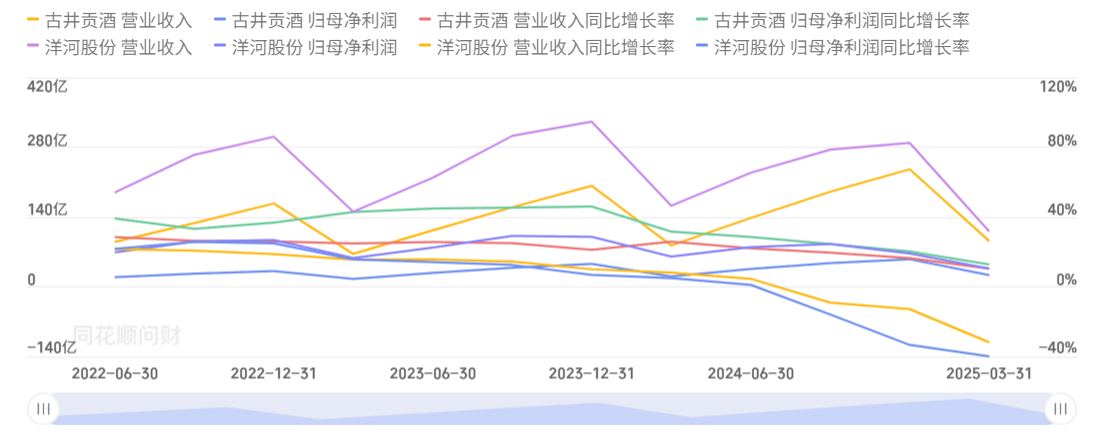 古井贡酒 营业收入 古井贡酒 归母净利润 古井贡酒 营业收入同比增长率 古井贡酒 归母净利润同比增长率
洋河股份 营业收入 洋河股份 归母净利润 洋河股份 营业收入同比增长率 洋河股份 归母净利润同比增长率
420亿 120%
280亿 80%
140亿 40%
0 0%
同花顺问财
-140亿 -40%
2022-06-30 2022-12-31 2023-06-30 2023-12-31 2024-06-30 2025-03-31